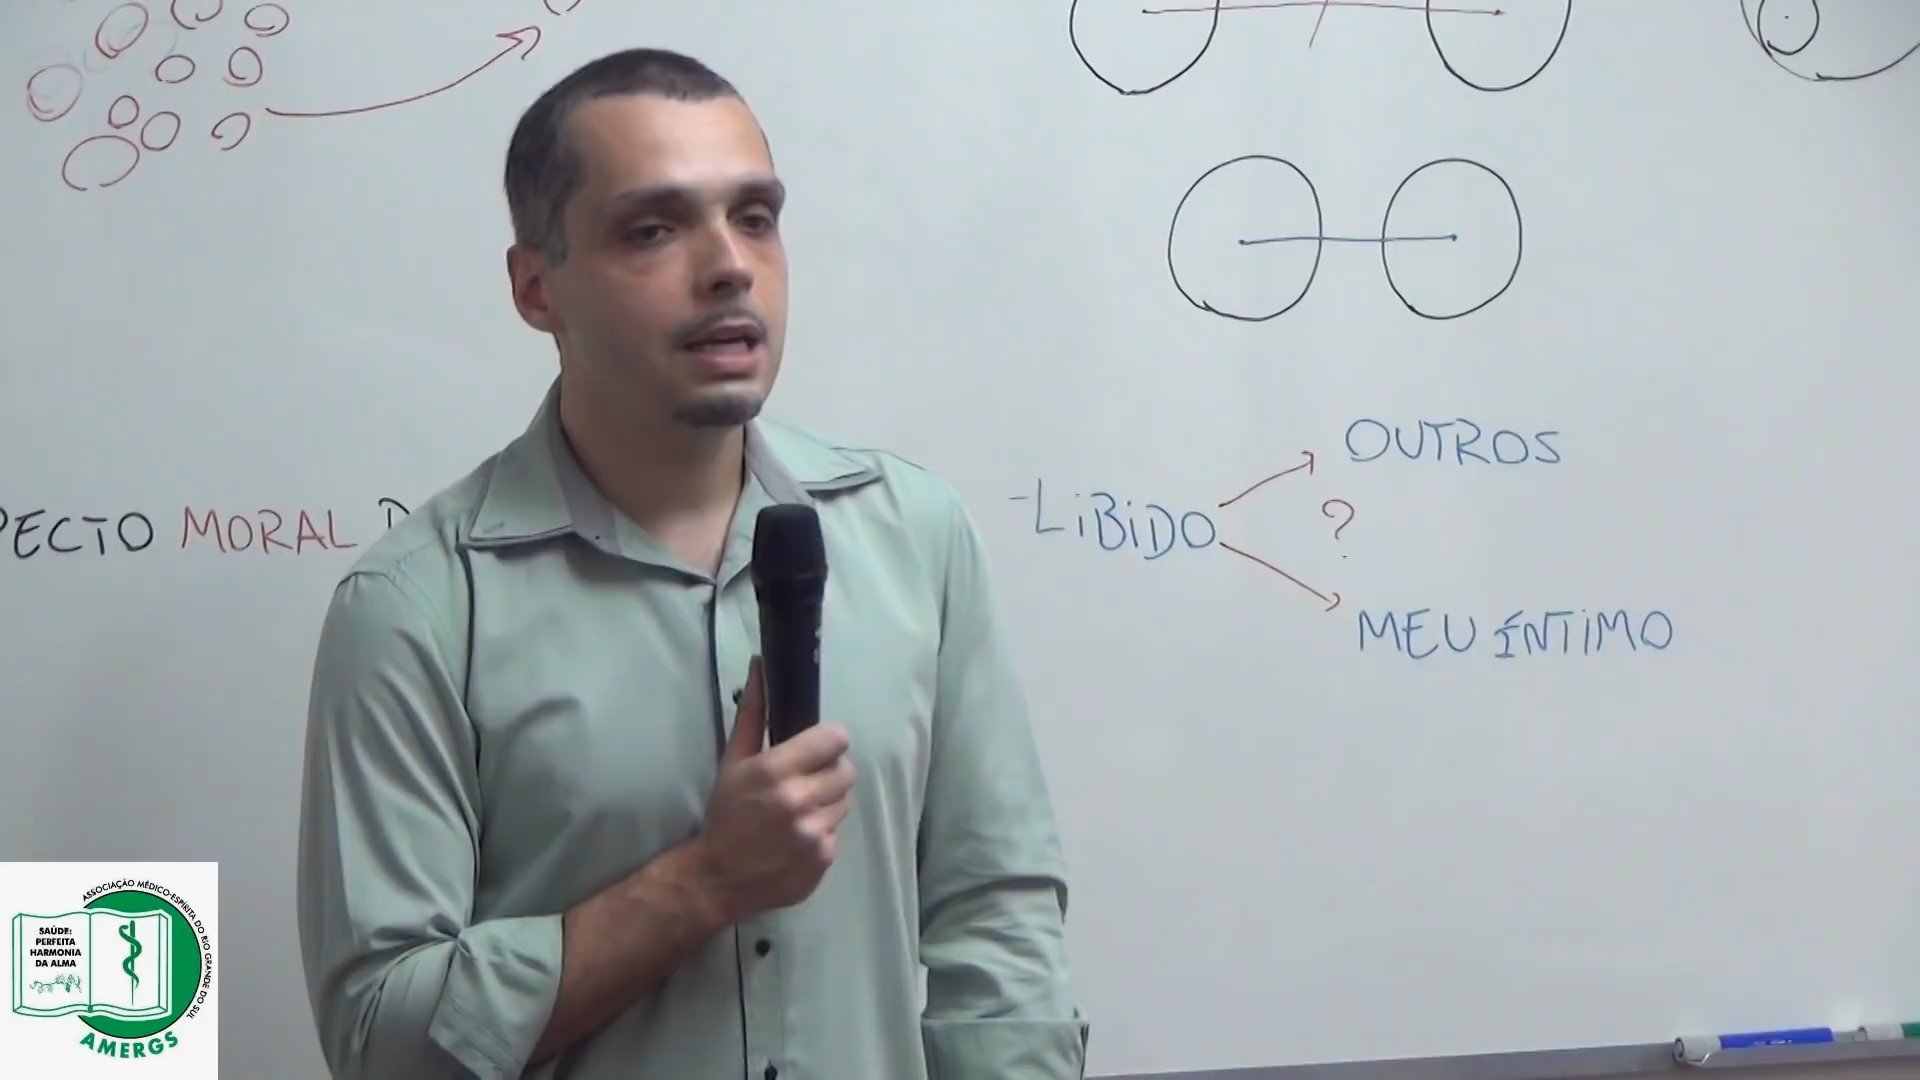 PECTO MORAL D
-LIBIDO
OUTROS
?
MEU ÍNTIMO
ASSOCIAÇÃO MÉDICO-ESPÍRITA DO RIO GRANDE DO SUL
SAÚDE:
PERFEITA
HARMONIA
DA ALMA
AMERGS